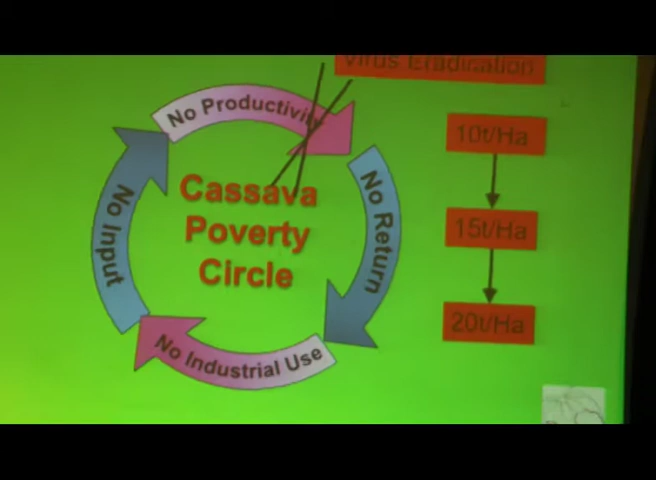 Virus Eradication
No Productivity
10t/Ha
No Return
Cassava
Poverty
Circle
No Input
15t/Ha
20t/Ha
No Industrial Use